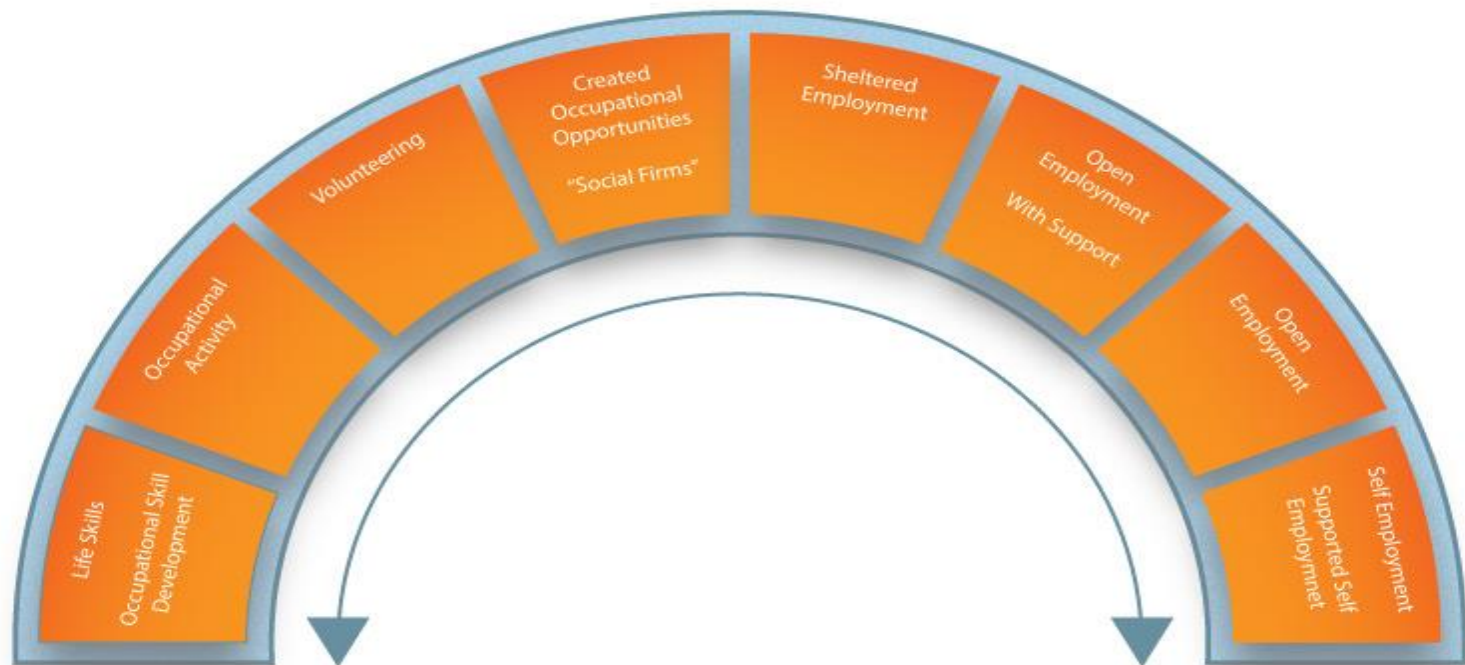 Life Skills
Occupational Skill
Development
Occupational
Activity
Volunteering
Created
Occupational
Opportunities
“Social Firms”
Sheltered
Employment
Open
Employment
With Support
Open
Employment
Self Employment
Supported Self
Employmnet